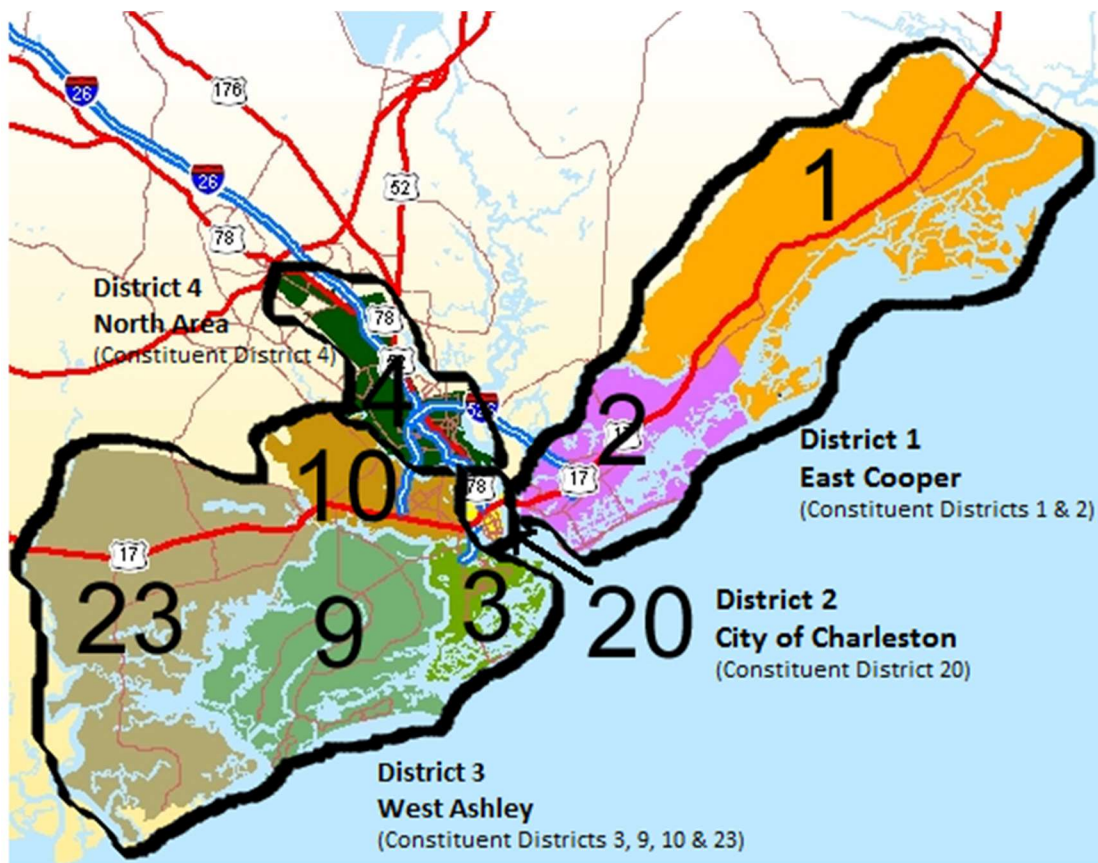 26
176
26
52
78
1
District 4
North Area
(Constituent District 4)
78
4
2
17
District 1
East Cooper
(Constituent Districts 1 & 2)
10
78
17
23
9
3
20
District 2
City of Charleston
(Constituent District 20)
District 3
West Ashley
(Constituent Districts 3, 9, 10 & 23)